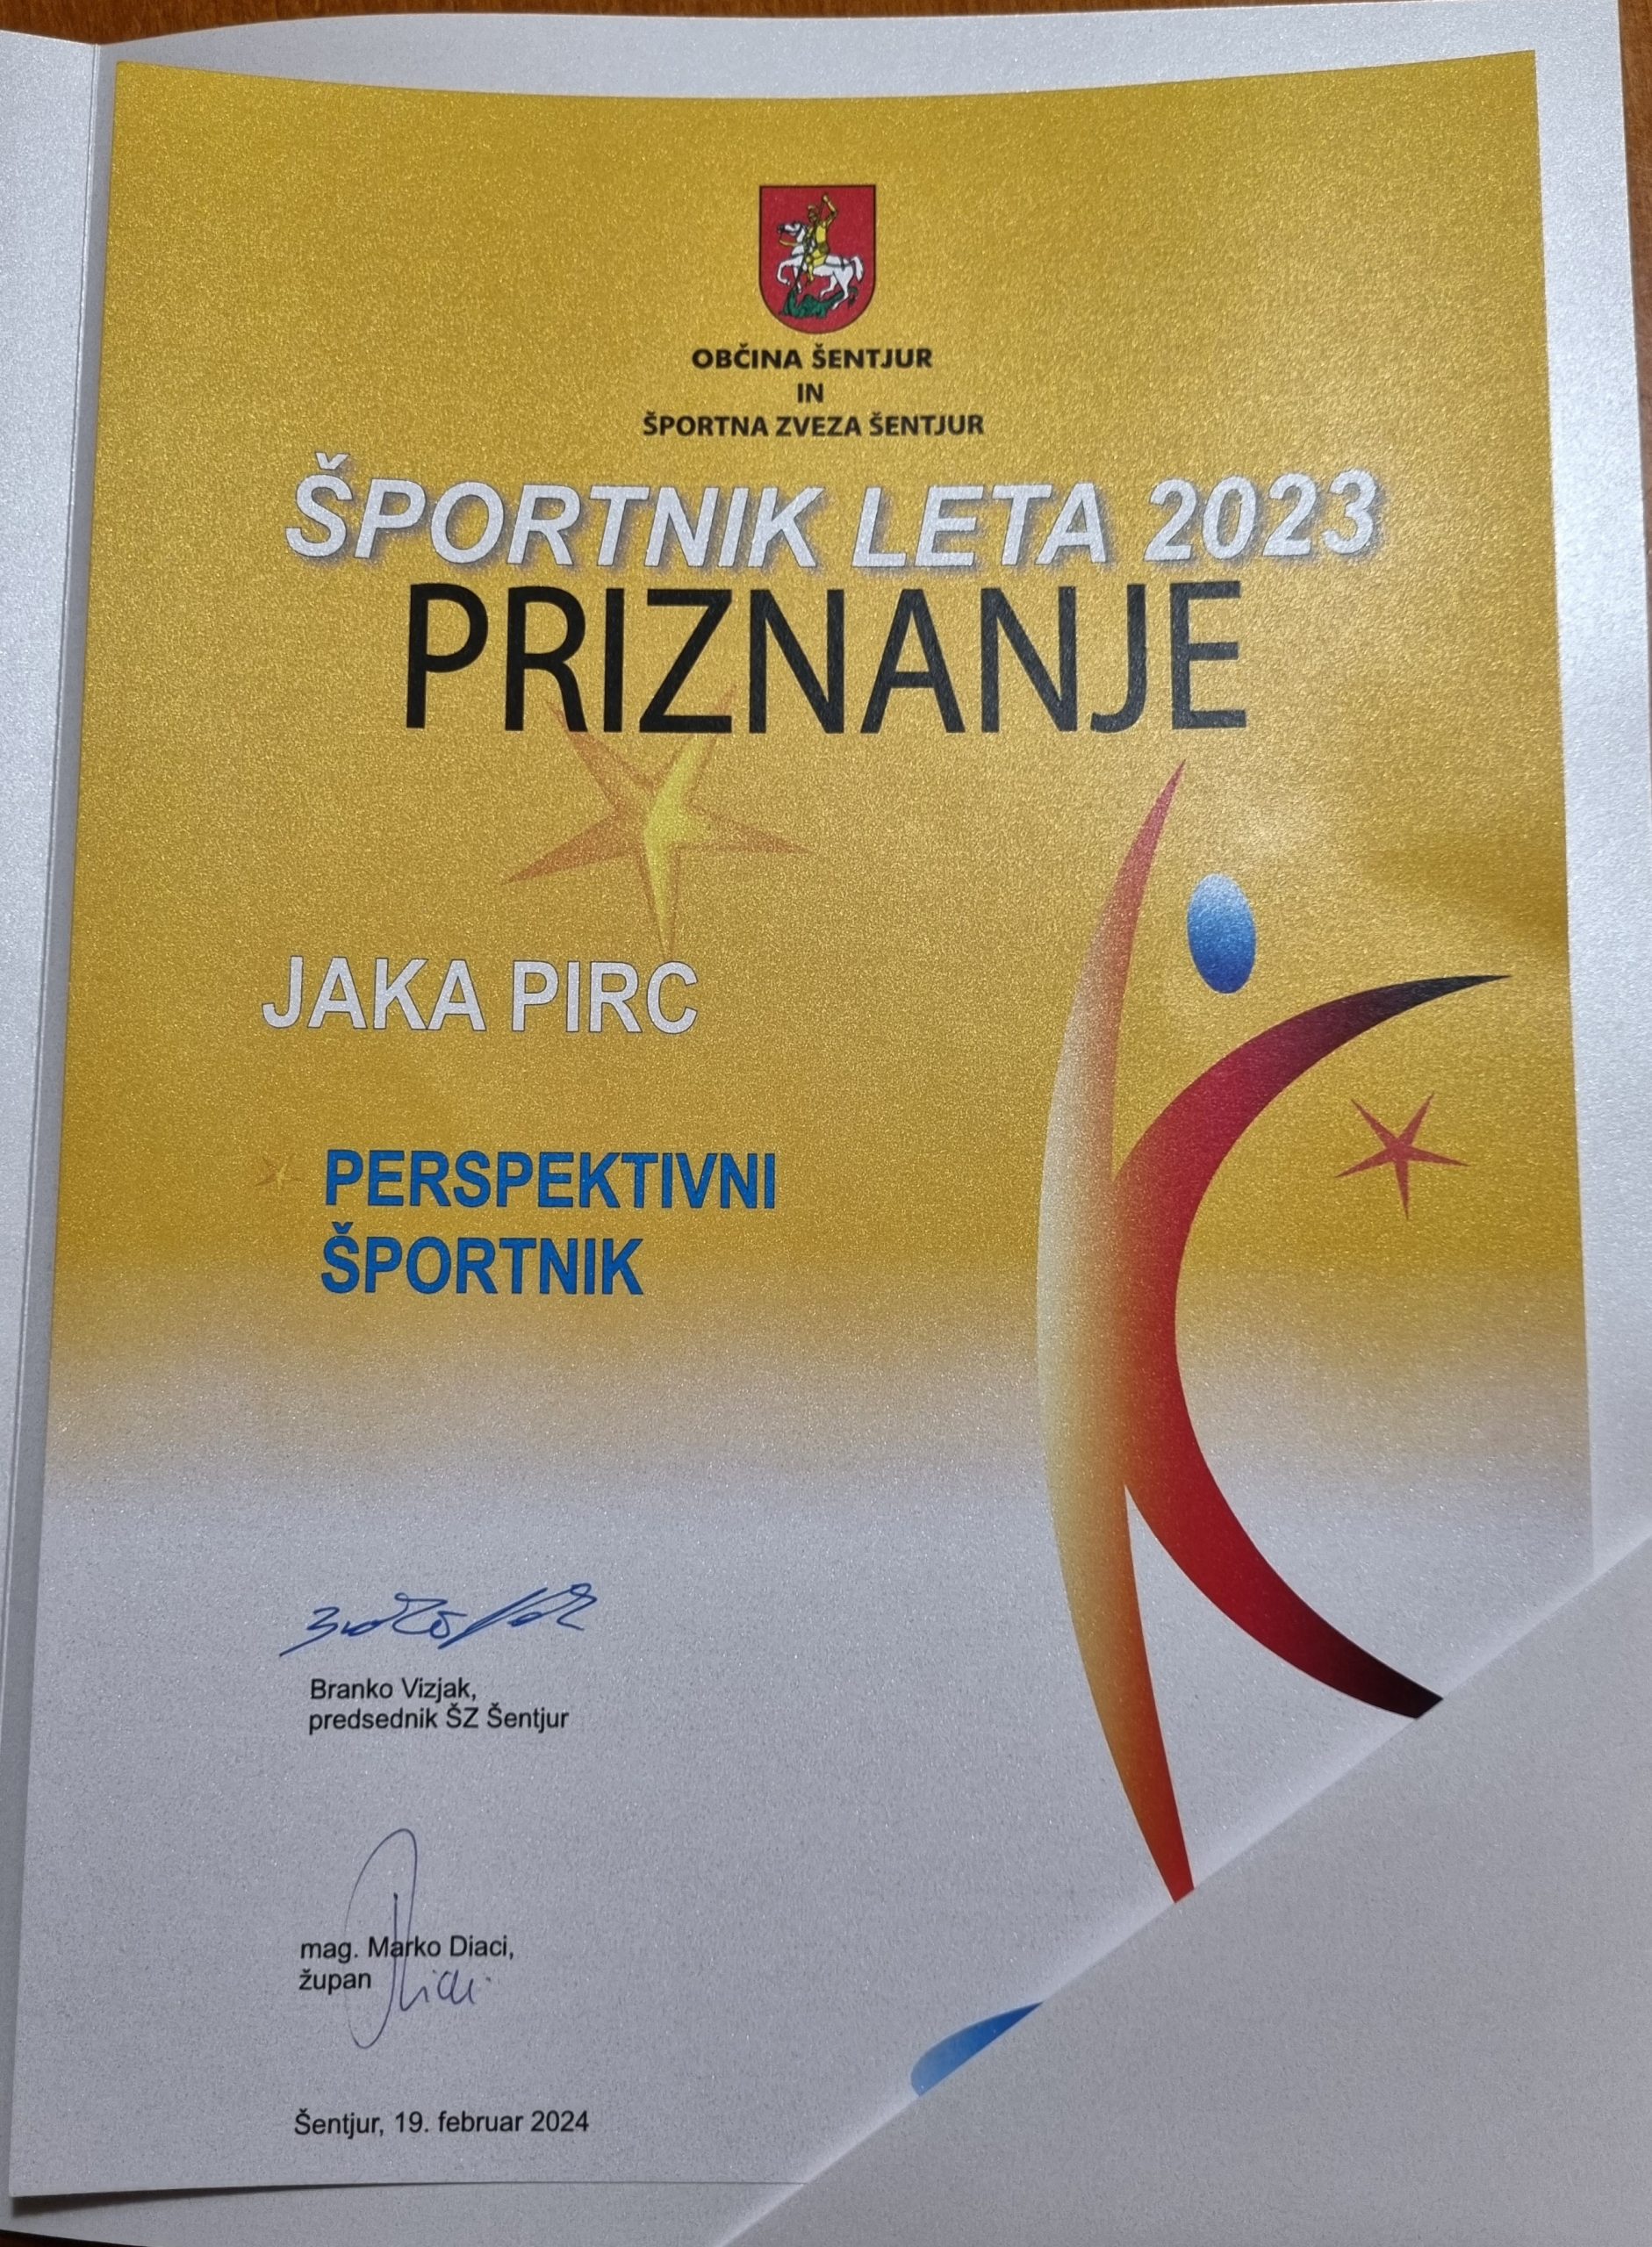 OBČINA ŠENTJUR
IN
ŠPORTNA ZVEZA ŠENTJUR
ŠPORTNIK LETA 2023
PRIZNANJE
JAKA PIRC
PERSPEKTIVNI
ŠPORTNIK
Branko Vizjak,
predsednik ŠZ Šentjur
mag. Marko Diaci,
župan
Šentjur, 19. februar 2024